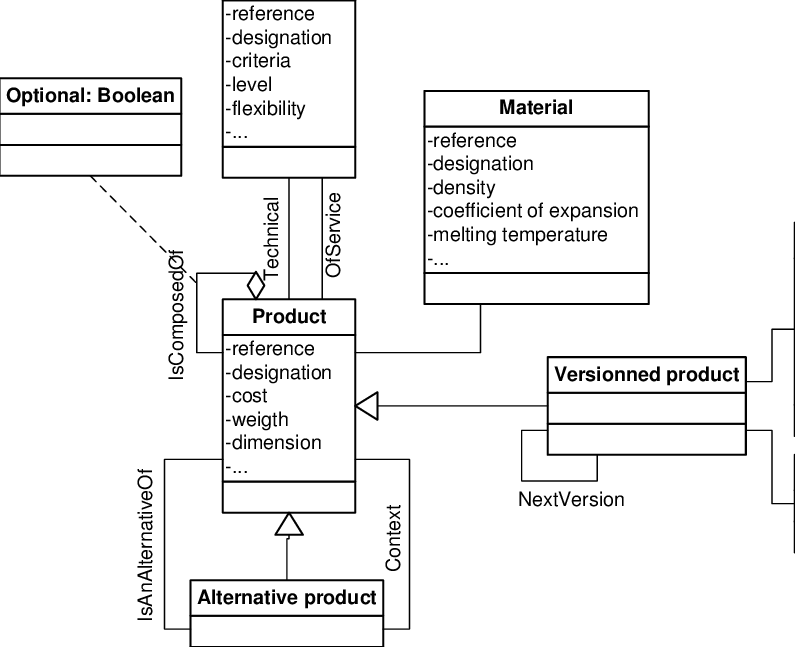 -reference
-designation
-criteria
-level
-flexibility
-...
Optional: Boolean
Material
-reference
-designation
-density
-coefficient of expansion
-melting temperature
-...
Technical
OfService
IsComposedOf
Product
-reference
-designation
-cost
-weigth
-dimension
-...
Versionned product
NextVersion
IsAnAlternativeOf
Context
Alternative product